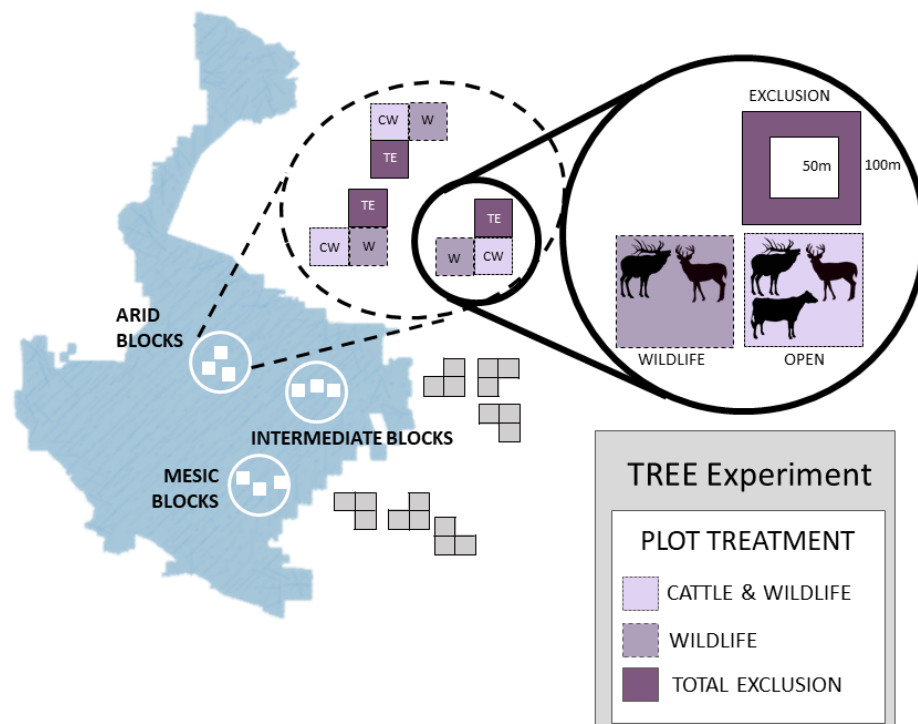 CW
W
TE
TE
CW
W
TE
W
CW
EXCLUSION
50m
100m
WILDLIFE
OPEN
ARID
BLOCKS
INTERMEDIATE BLOCKS
MESIC
BLOCKS
TREE Experiment
PLOT TREATMENT
CATTLE & WILDLIFE
WILDLIFE
TOTAL EXCLUSION